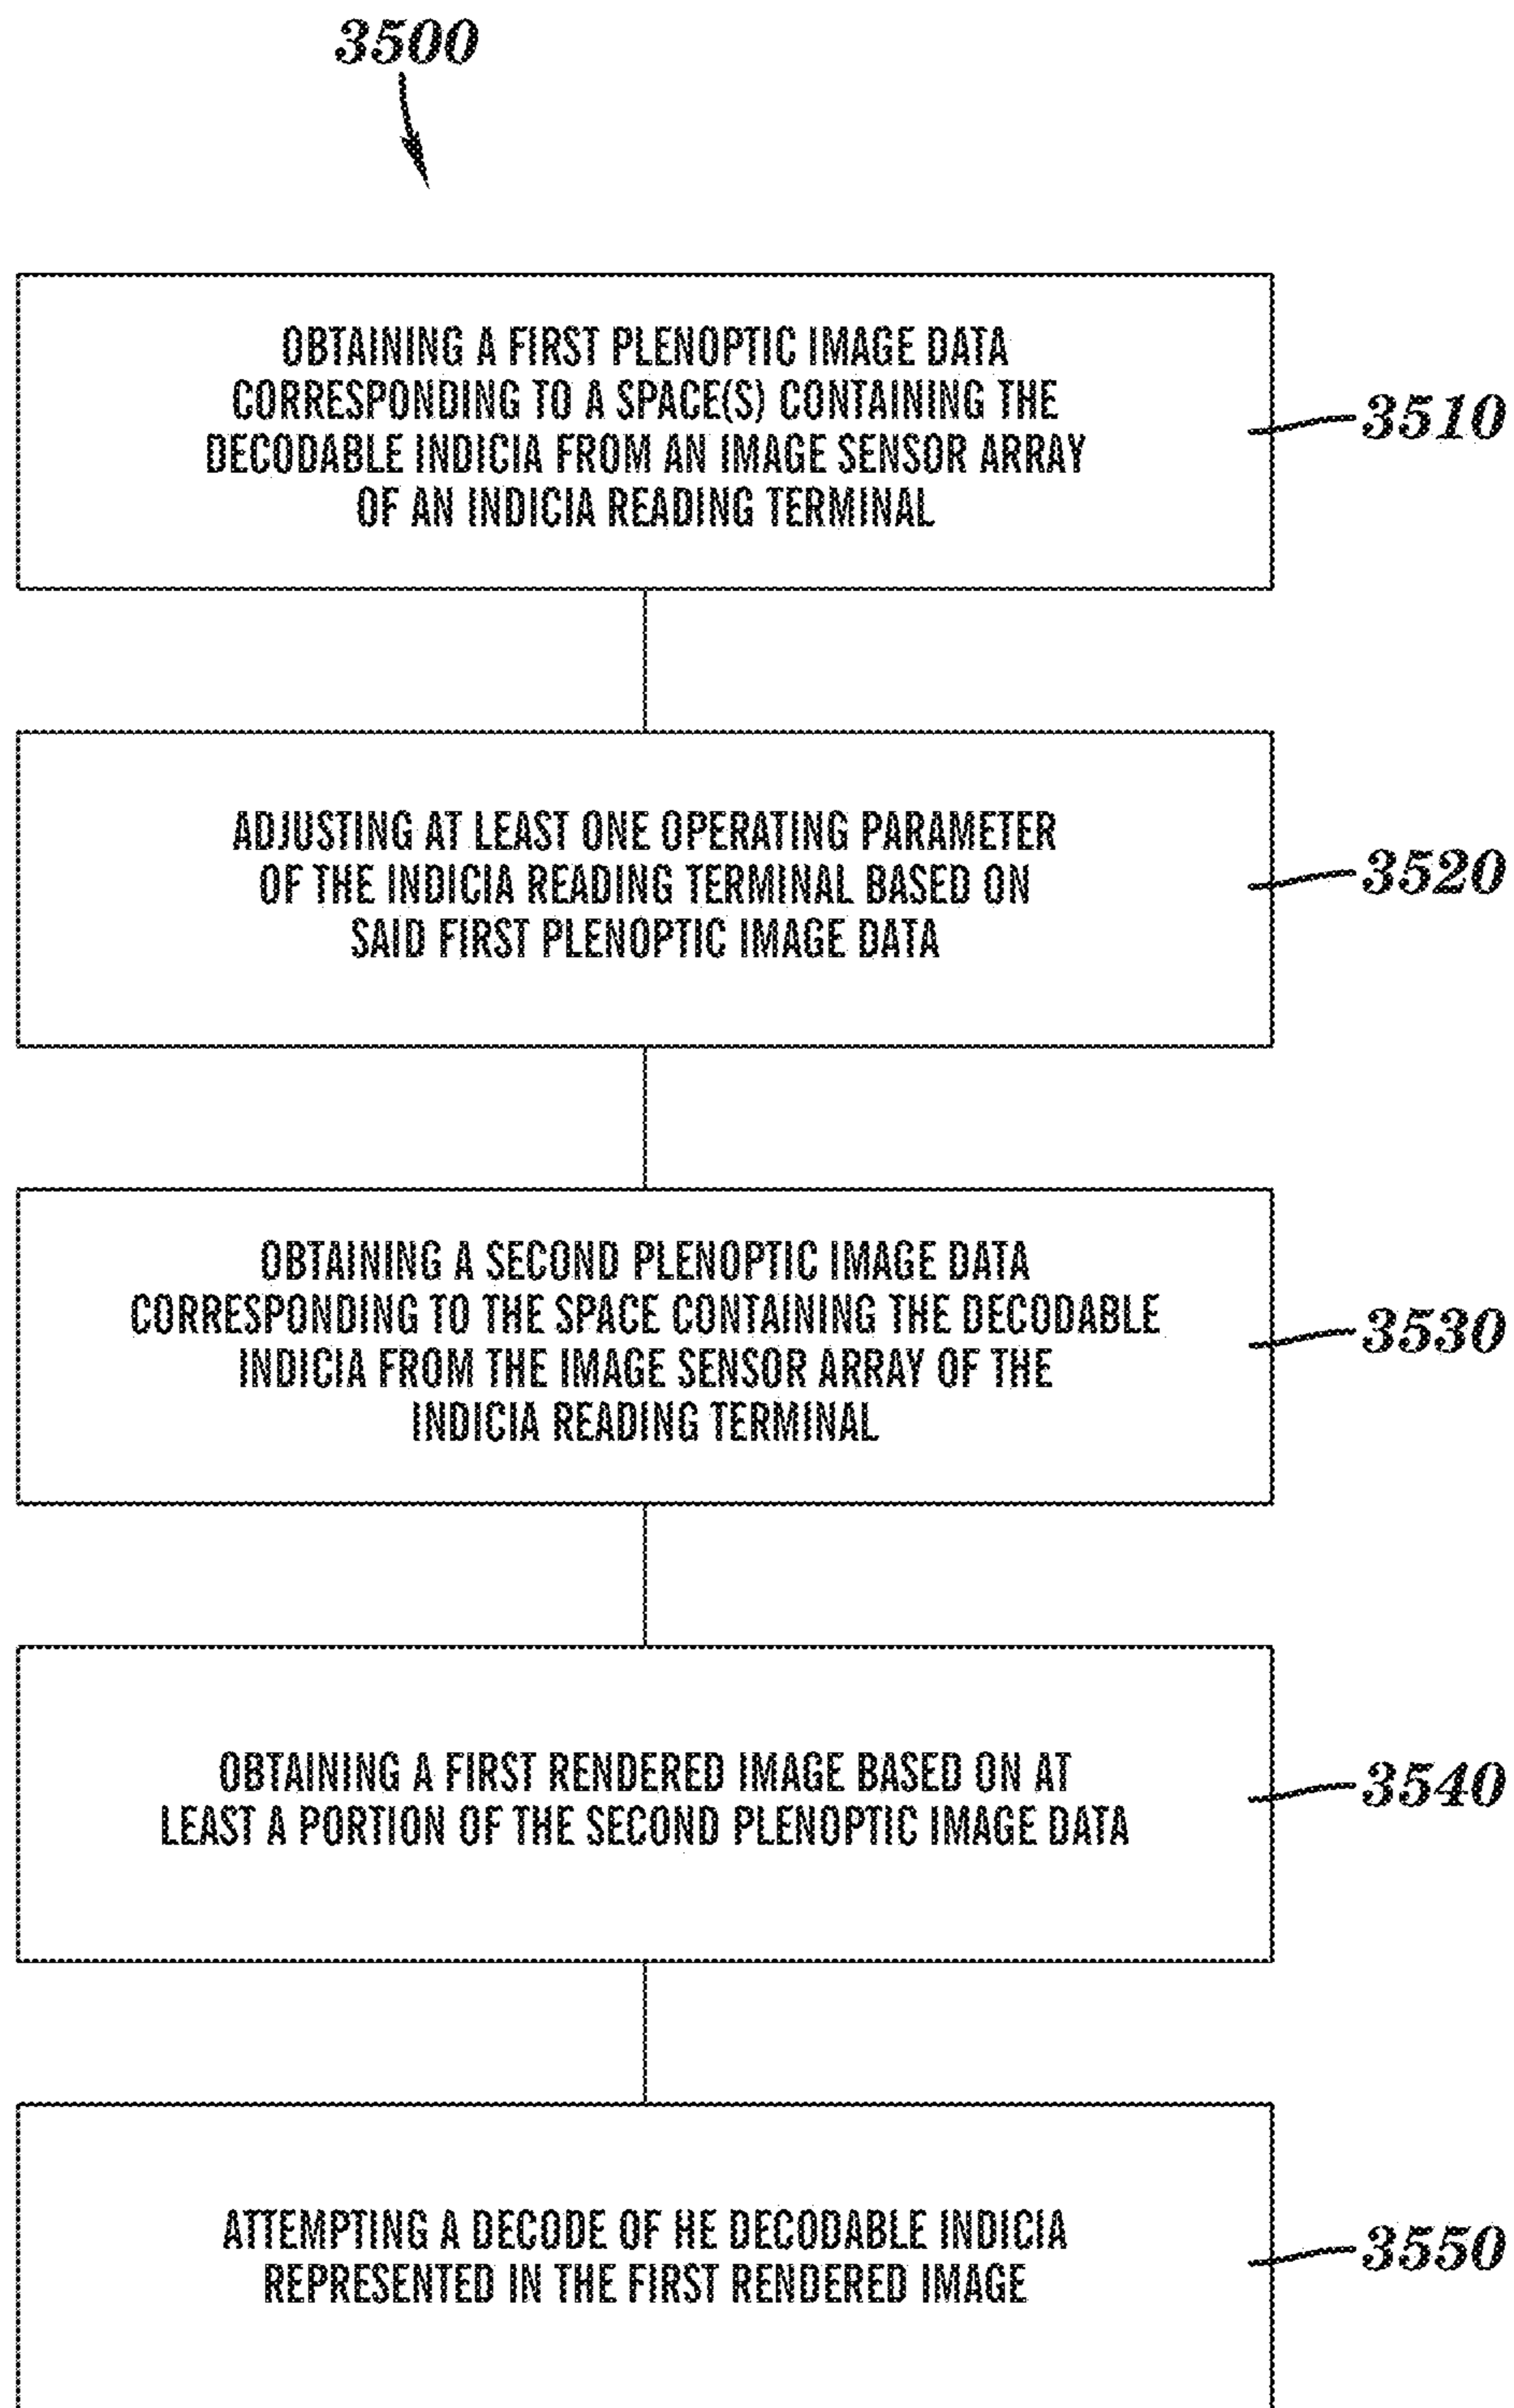 3500
OBTAINING A FIRST PLENOPTIC IMAGE DATA
CORRESPONDING TO A SPACE(S) CONTAINING THE
DECODABLE INDICIA FROM AN IMAGE SENSOR ARRAY
OF AN INDICIA READING TERMINAL
3510
ADJUSTING AT LEAST ONE OPERATING PARAMETER
OF THE INDICIA READING TERMINAL BASED ON
SAID FIRST PLENOPTIC IMAGE DATA
3520
OBTAINING A SECOND PLENOPTIC IMAGE DATA
CORRESPONDING TO THE SPACE CONTAINING THE DECODABLE
INDICIA FROM THE IMAGE SENSOR ARRAY OF THE
INDICIA READING TERMINAL
3530
OBTAINING A FIRST RENDERED IMAGE BASED ON AT
LEAST A PORTION OF THE SECOND PLENOPTIC IMAGE DATA
3540
ATTEMPTING A DECODE OF HE DECODABLE INDICIA
REPRESENTED IN THE FIRST RENDERED IMAGE
3550